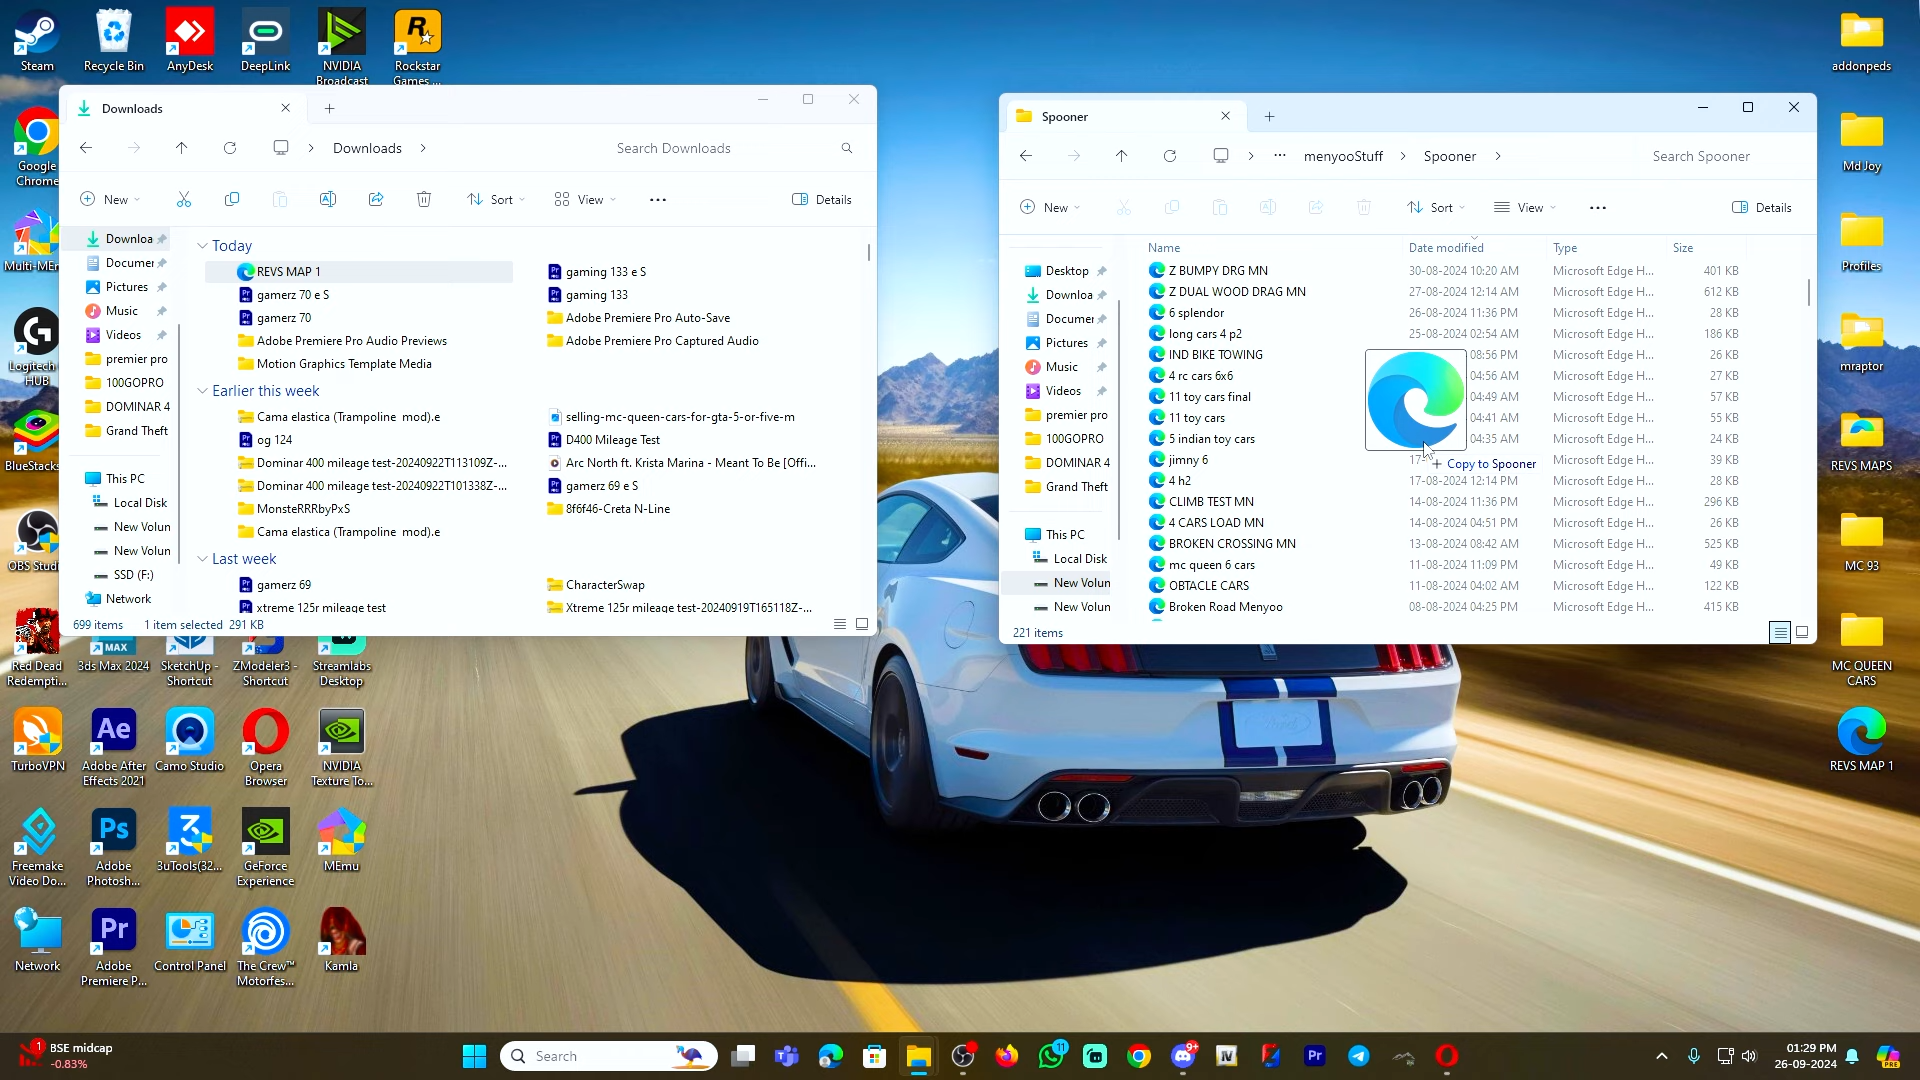 Steam
Recycle Bin
AnyDesk
DeepLink
NVIDIA
Broadcast
Rockstar
Games ...
Google
Chrome
Multi-MEn
Logitech
HUB
BlueStacks
OBS Studi
Red Dead
Redempti...
3ds Max 2024
SketchUp -
Shortcut
ZModeler3 -
Shortcut
Streamlabs
Desktop
TurboVPN
Adobe After
Effects 2021
Camo Studio
Opera
Browser
NVIDIA
Texture To...
Freemake
Video Do...
Adobe
Photosh...
3uTools(32...
GeForce
Experience
MEmu
Network
Adobe
Premiere P...
Control Panel
The Crew™
Motorfes...
Kamla
Downloads
Downloads
Search Downloads
New
Sort
View
Details
Downloa
Documer
Pictures
Music
Videos
premier pro
100GOPRO
DOMINAR 4
Grand Theft
This PC
Local Disk
New Volun
New Volun
SSD (F:)
Network
Today
REVS MAP 1
gaming 133 e S
gamerz 70 e S
gaming 133
gamerz 70
Adobe Premiere Pro Auto-Save
Adobe Premiere Pro Audio Previews
Adobe Premiere Pro Captured Audio
Motion Graphics Template Media
Earlier this week
Cama elastica (Trampoline mod).e
selling-mc-queen-cars-for-gta-5-or-five-m
og 124
D400 Mileage Test
Dominar 400 mileage test-20240922T113109Z-...
Arc North ft. Krista Marina - Meant To Be [Offi...
Dominar 400 mileage test-20240922T101338Z-...
gamerz 69 e S
MonsteRRRbyPxS
8f6f46-Creta N-Line
Cama elastica (Trampoline mod).e
Last week
gamerz 69
CharacterSwap
xtreme 125r mileage test
Xtreme 125r mileage test-20240919T165118Z-...
699 items
1 item selected 291 KB
Spooner
menyooStuff
Spooner
Search Spooner
New
Sort
View
Details
Desktop
Downloa
Documer
Pictures
Music
Videos
premier pro
100GOPRO
DOMINAR 4
Grand Theft
This PC
Local Disk
New Volun
New Volun
Name Date modified Type Size
Z BUMPY DRG MN 30-08-2024 10:20 AM Microsoft Edge H... 401 KB
Z DUAL WOOD DRAG MN 27-08-2024 12:14 AM Microsoft Edge H... 612 KB
6 splendor 26-08-2024 11:36 PM Microsoft Edge H... 28 KB
long cars 4 p2 25-08-2024 02:54 AM Microsoft Edge H... 186 KB
IND BIKE TOWING 08:56 PM Microsoft Edge H... 26 KB
4 rc cars 6x6 04:56 AM Microsoft Edge H... 27 KB
11 toy cars final 04:49 AM Microsoft Edge H... 57 KB
11 toy cars 04:41 AM Microsoft Edge H... 55 KB
5 indian toy cars 04:35 AM Microsoft Edge H... 24 KB
jimny 6 17- Microsoft Edge H... 39 KB
Copy to Spooner
4 h2 17-08-2024 12:14 PM Microsoft Edge H... 28 KB
CLIMB TEST MN 14-08-2024 11:36 PM Microsoft Edge H... 296 KB
4 CARS LOAD MN 14-08-2024 04:51 PM Microsoft Edge H... 26 KB
BROKEN CROSSING MN 13-08-2024 08:42 AM Microsoft Edge H... 525 KB
mc queen 6 cars 11-08-2024 11:09 PM Microsoft Edge H... 49 KB
OBTACLE CARS 11-08-2024 04:02 AM Microsoft Edge H... 122 KB
Broken Road Menyoo 08-08-2024 04:25 PM Microsoft Edge H... 415 KB
221 items
addonpeds
Md Joy
Profiles
mraptor
REVS MAPS
MC 93
MC QUEEN
CARS
REVS MAP 1
1
BSE midcap
-0.83%
Search
11
9+
01:29 PM
26-09-2024